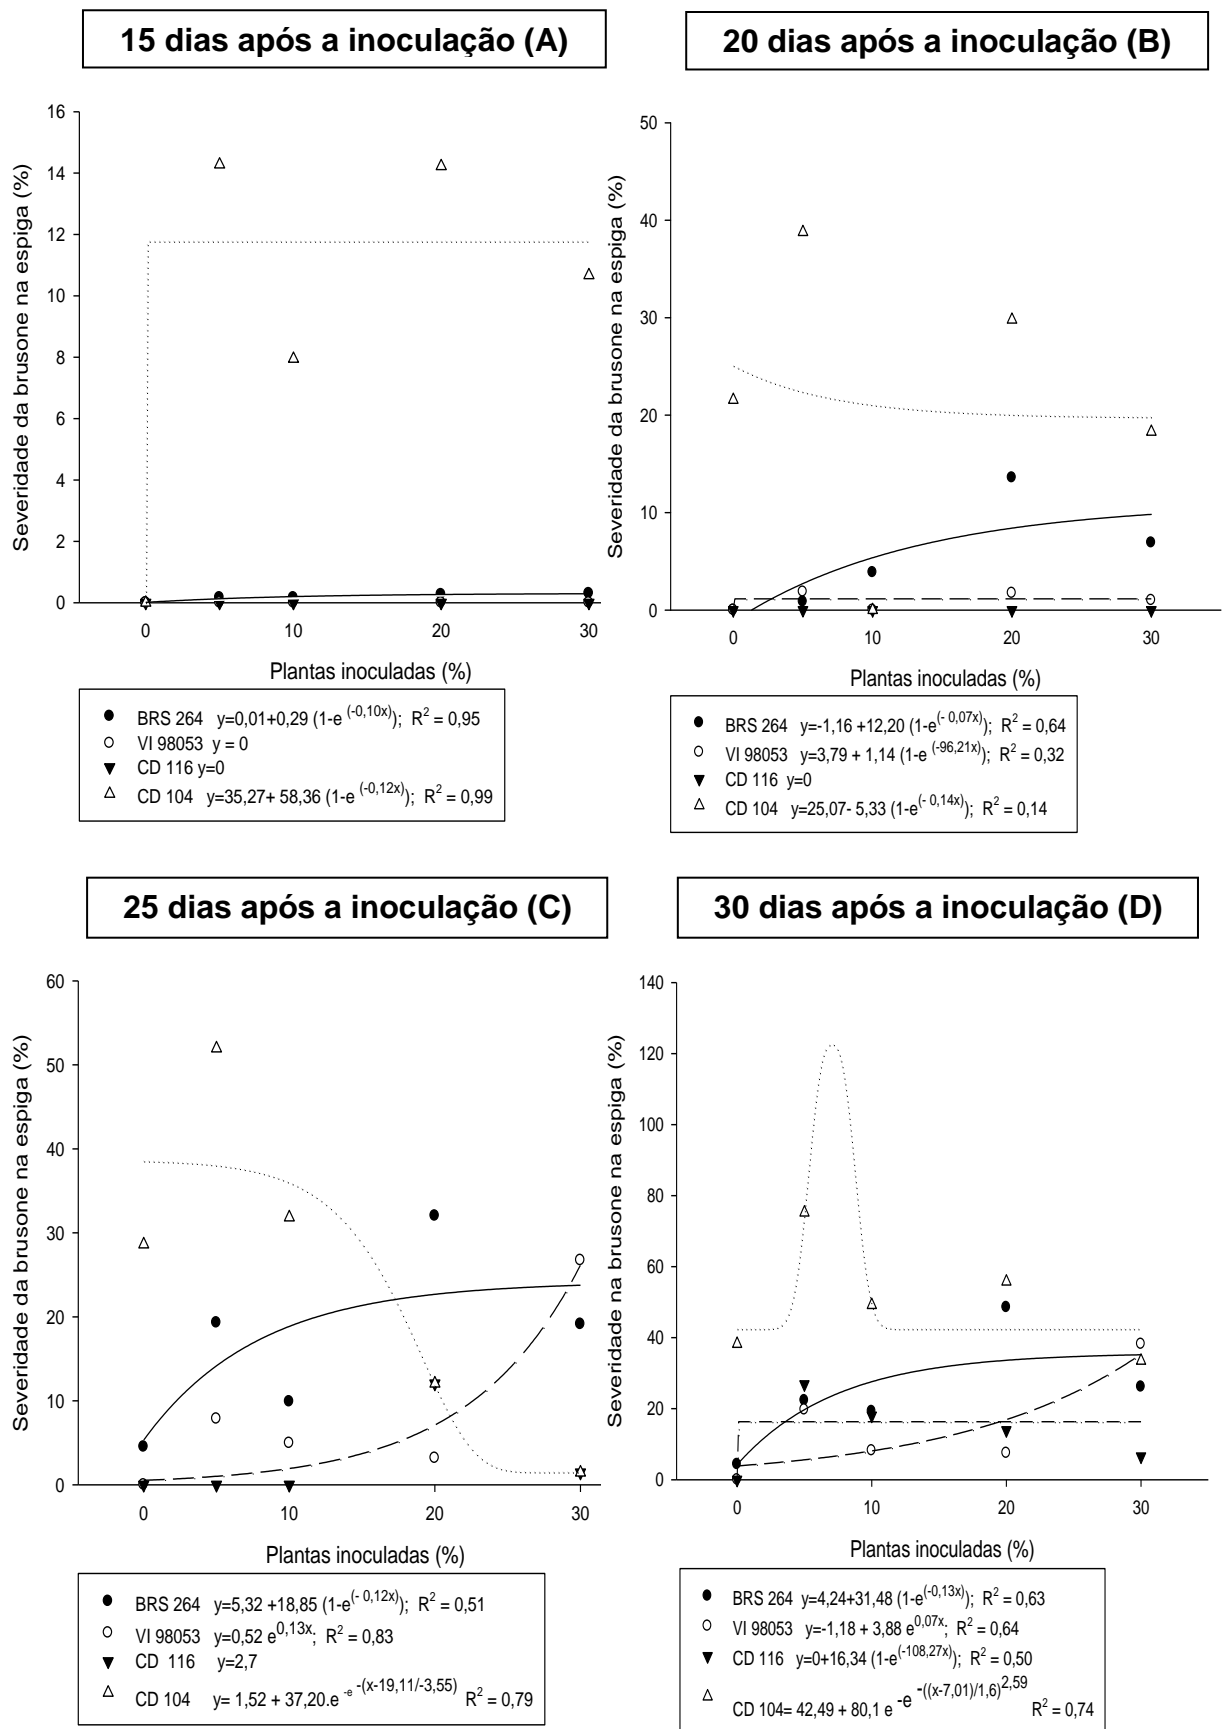 15 dias após a inoculação (A)
16
14
12
10
8
6
4
2
0
Severidade da brusone na espiga (%)
0 10 20 30
Plantas inoculadas (%)
BRS 264 y=0,01+0,29 (1-e (-0,10x)); R2 = 0,95
VI 98053 y = 0
CD 116 y=0
CD 104 y=35,27+ 58,36 (1-e (-0,12x)); R2 = 0,99
20 dias após a inoculação (B)
50
40
30
20
10
0
Severidade da brusone na espiga (%)
0 10 20 30
Plantas inoculadas (%)
BRS 264 y=-1,16 +12,20 (1-e(- 0,07x)); R2 = 0,64
VI 98053 y=3,79 + 1,14 (1-e (-96,21x)); R2 = 0,32
CD 116 y=0
CD 104 y=25,07- 5,33 (1-e(- 0,14x)); R2 = 0,14
25 dias após a inoculação (C)
60
50
40
30
20
10
0
Severidade da brusone na espiga (%)
0 10 20 30
Plantas inoculadas (%)
BRS 264 y=5,32 +18,85 (1-e(- 0,12x)); R2 = 0,51
VI 98053 y=0,52 e0,13x; R2 = 0,83
CD 116 y=2,7
CD 104 y= 1,52 + 37,20.e -e -(x-19,11/-3,55) R2 = 0,79
30 dias após a inoculação (D)
140
120
100
80
60
40
20
0
Severidade na brusone na espiga (%)
0 10 20 30
Plantas inoculadas (%)
BRS 264 y=4,24+31,48 (1-e(-0,13x)); R2 = 0,63
VI 98053 y=-1,18 + 3,88 e0,07x; R2 = 0,64
CD 116 y=0+16,34 (1-e(-108,27x)); R2 = 0,50
CD 104= 42,49 + 80,1 e -e -((x-7,01)/1,6)2,59 R2 = 0,74